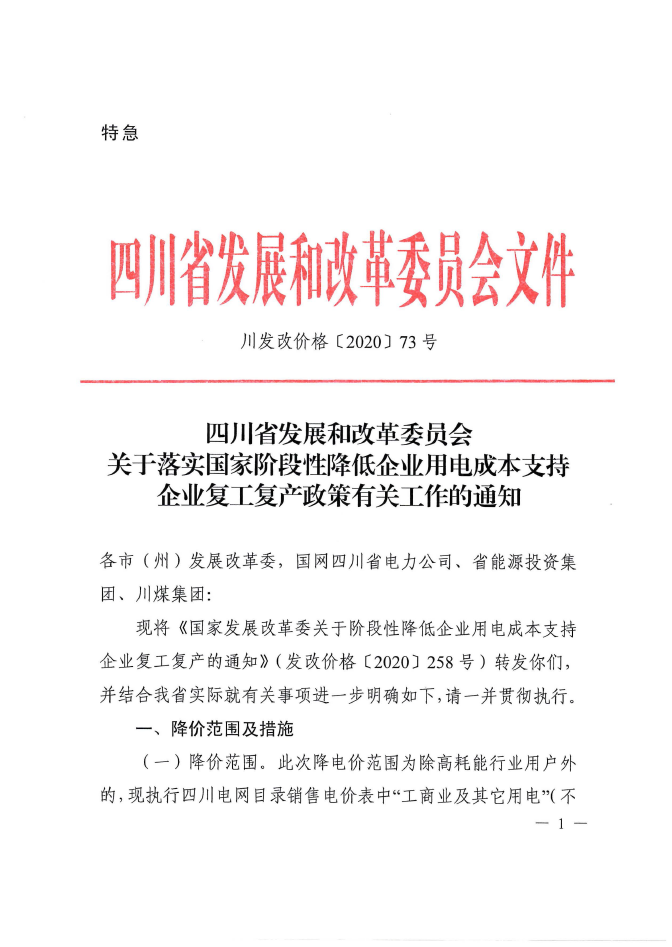 特急
四川省发展和改革委员会文件
川发改价格〔2020〕73 号
四川省发展和改革委员会
关于落实国家阶段性降低企业用电成本支持
企业复工复产政策有关工作的通知
各市（州）发展改革委，国网四川省电力公司、省能源投资集
团、川煤集团：
现将《国家发展改革委关于阶段性降低企业用电成本支持
企业复工复产的通知》（发改价格〔2020〕258 号）转发你们，
并结合我省实际就有关事项进一步明确如下，请一并贯彻执行。
一、降价范围及措施
（一）降价范围。此次降电价范围为除高耗能行业用户外
的，现执行四川电网目录销售电价表中“工商业及其它用电”（不
— 1 —